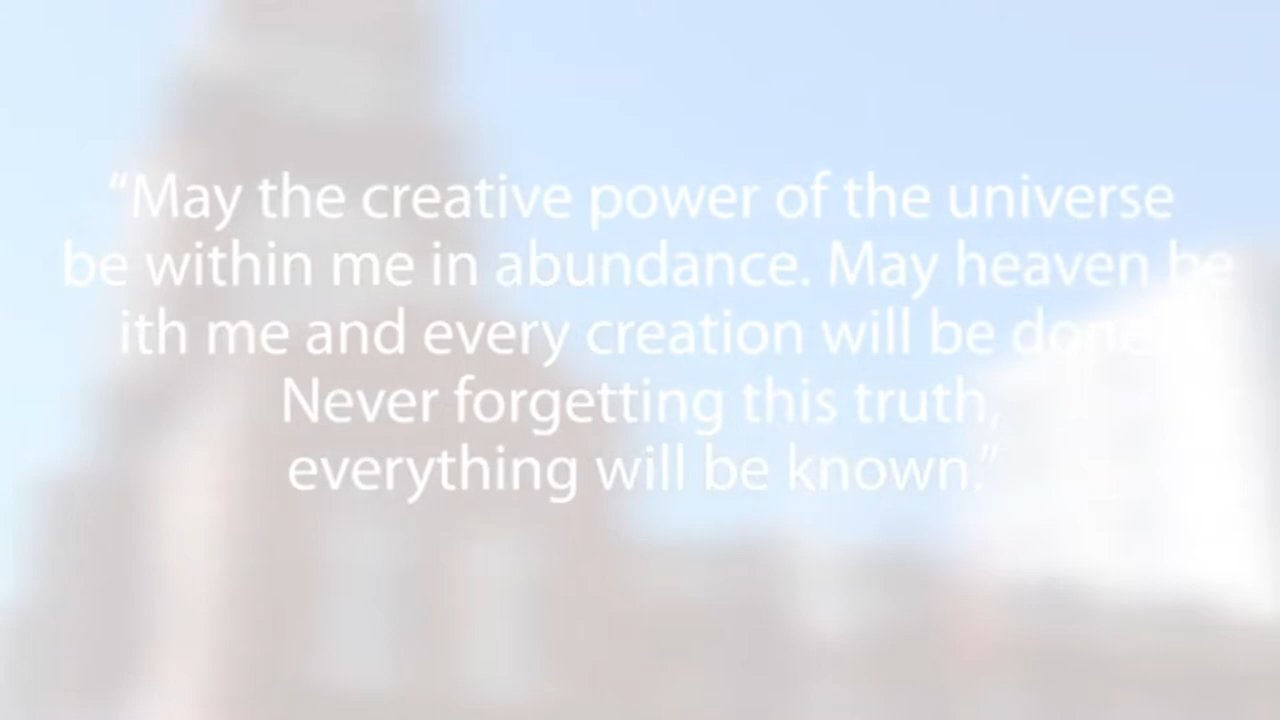 “May the creative power of the universe
be within me in abundance. May heaven be
ith me and every creation will be done.
Never forgetting this truth,
everything will be known.”